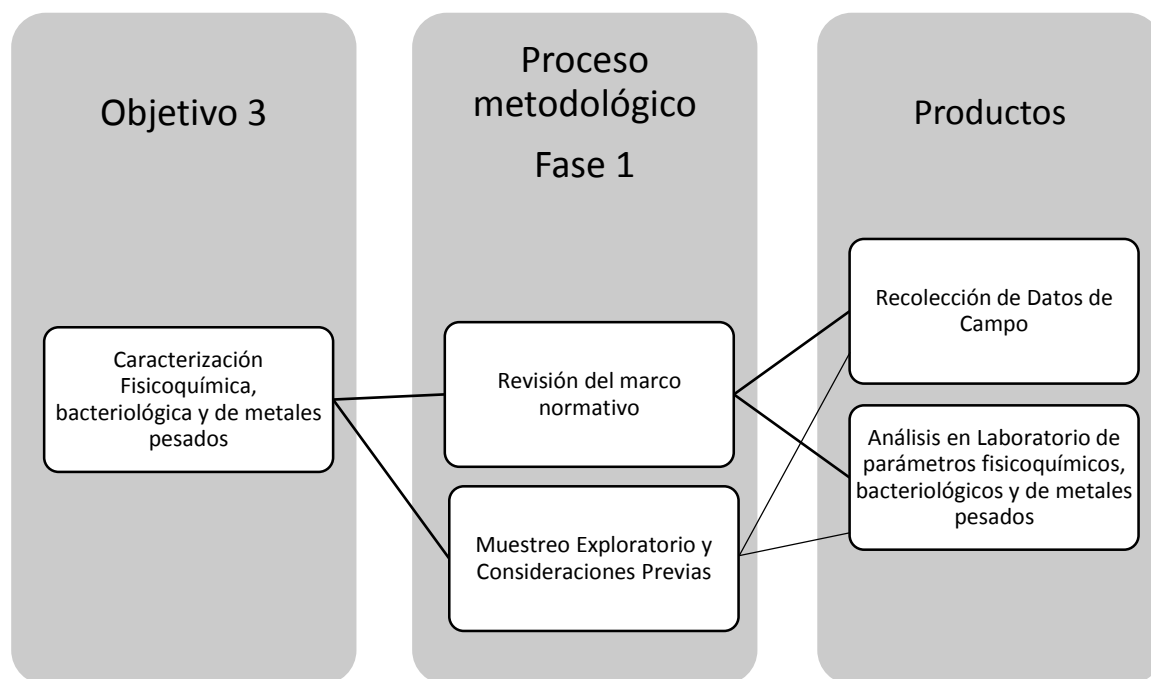 Objetivo 3
Proceso
metodológico
Fase 1
Productos
Caracterización
Fisicoquímica,
bacteriológica y de metales
pesados
Revisión del marco
normativo
Muestreo Exploratorio y
Consideraciones Previas
Recolección de Datos de
Campo
Análisis en Laboratorio de
parámetros fisicoquímicos,
bacteriológicos y de metales
pesados